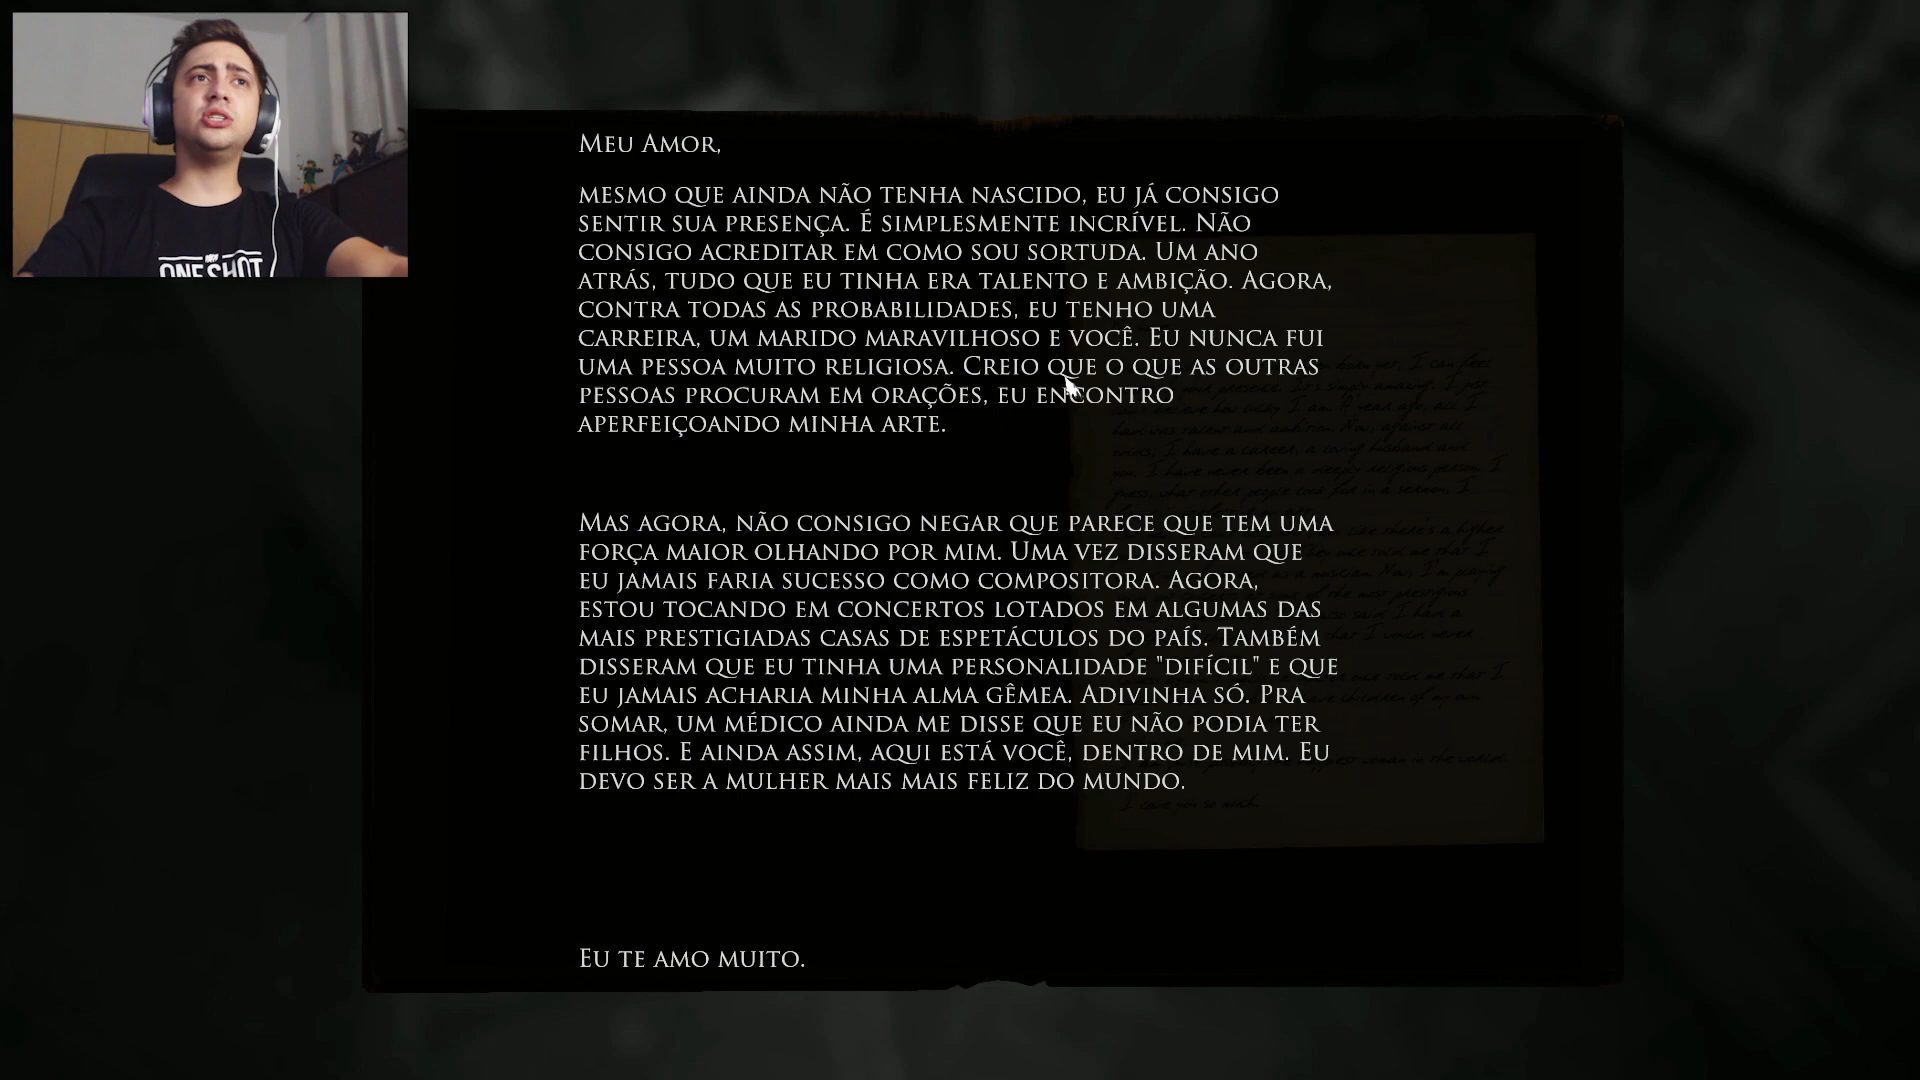 ONESHOT
Meu Amor,
mesmo que ainda não tenha nascido, eu já consigo
sentir sua presença. É simplesmente incrível. Não
consigo acreditar em como sou sortuda. Um ano
atrás, tudo que eu tinha era talento e ambição. Agora,
contra todas as probabilidades, eu tenho uma
carreira, um marido maravilhoso e você. Eu nunca fui
uma pessoa muito religiosa. Creio que o que as outras
pessoas procuram em orações, eu encontro
aperfeiçoando minha arte.
Mas agora, não consigo negar que parece que tem uma
força maior olhando por mim. Uma vez disseram que
eu jamais faria sucesso como compositora. Agora,
estou tocando em concertos lotados em algumas das
mais prestigiadas casas de espetáculos do país. Também
disseram que eu tinha uma personalidade "difícil" e que
eu jamais acharia minha alma gêmea. Adivinha só. Pra
somar, um médico ainda me disse que eu não podia ter
filhos. E ainda assim, aqui está você, dentro de mim. Eu
devo ser a mulher mais mais feliz do mundo.
Eu te amo muito.